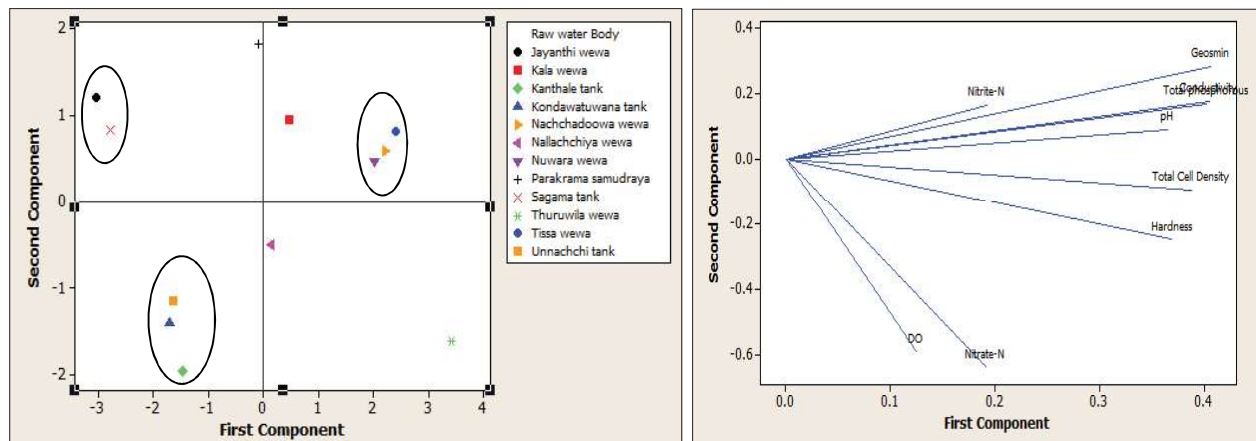 2
1
0
-1
-2
-3
-2
-1
0
1
2
3
4
Second Component
First Component
Raw water Body
Jayanthi wewa
Kala wewa
Kanthale tank
Kondawatuwana tank
Nachchadoowa wewa
Nallachchiya wewa
Nuwara wewa
Parakrama samudraya
Sagama tank
Thuruwila wewa
Tissa wewa
Unnachchi tank
0.4
0.2
0.0
-0.2
-0.4
-0.6
0.0
0.1
0.2
0.3
0.4
Second Component
First Component
Geosmin
Nitrite-N
Conductivity
Total phosphorous
pH
Total Cell Density
Hardness
DO
Nitrate-N